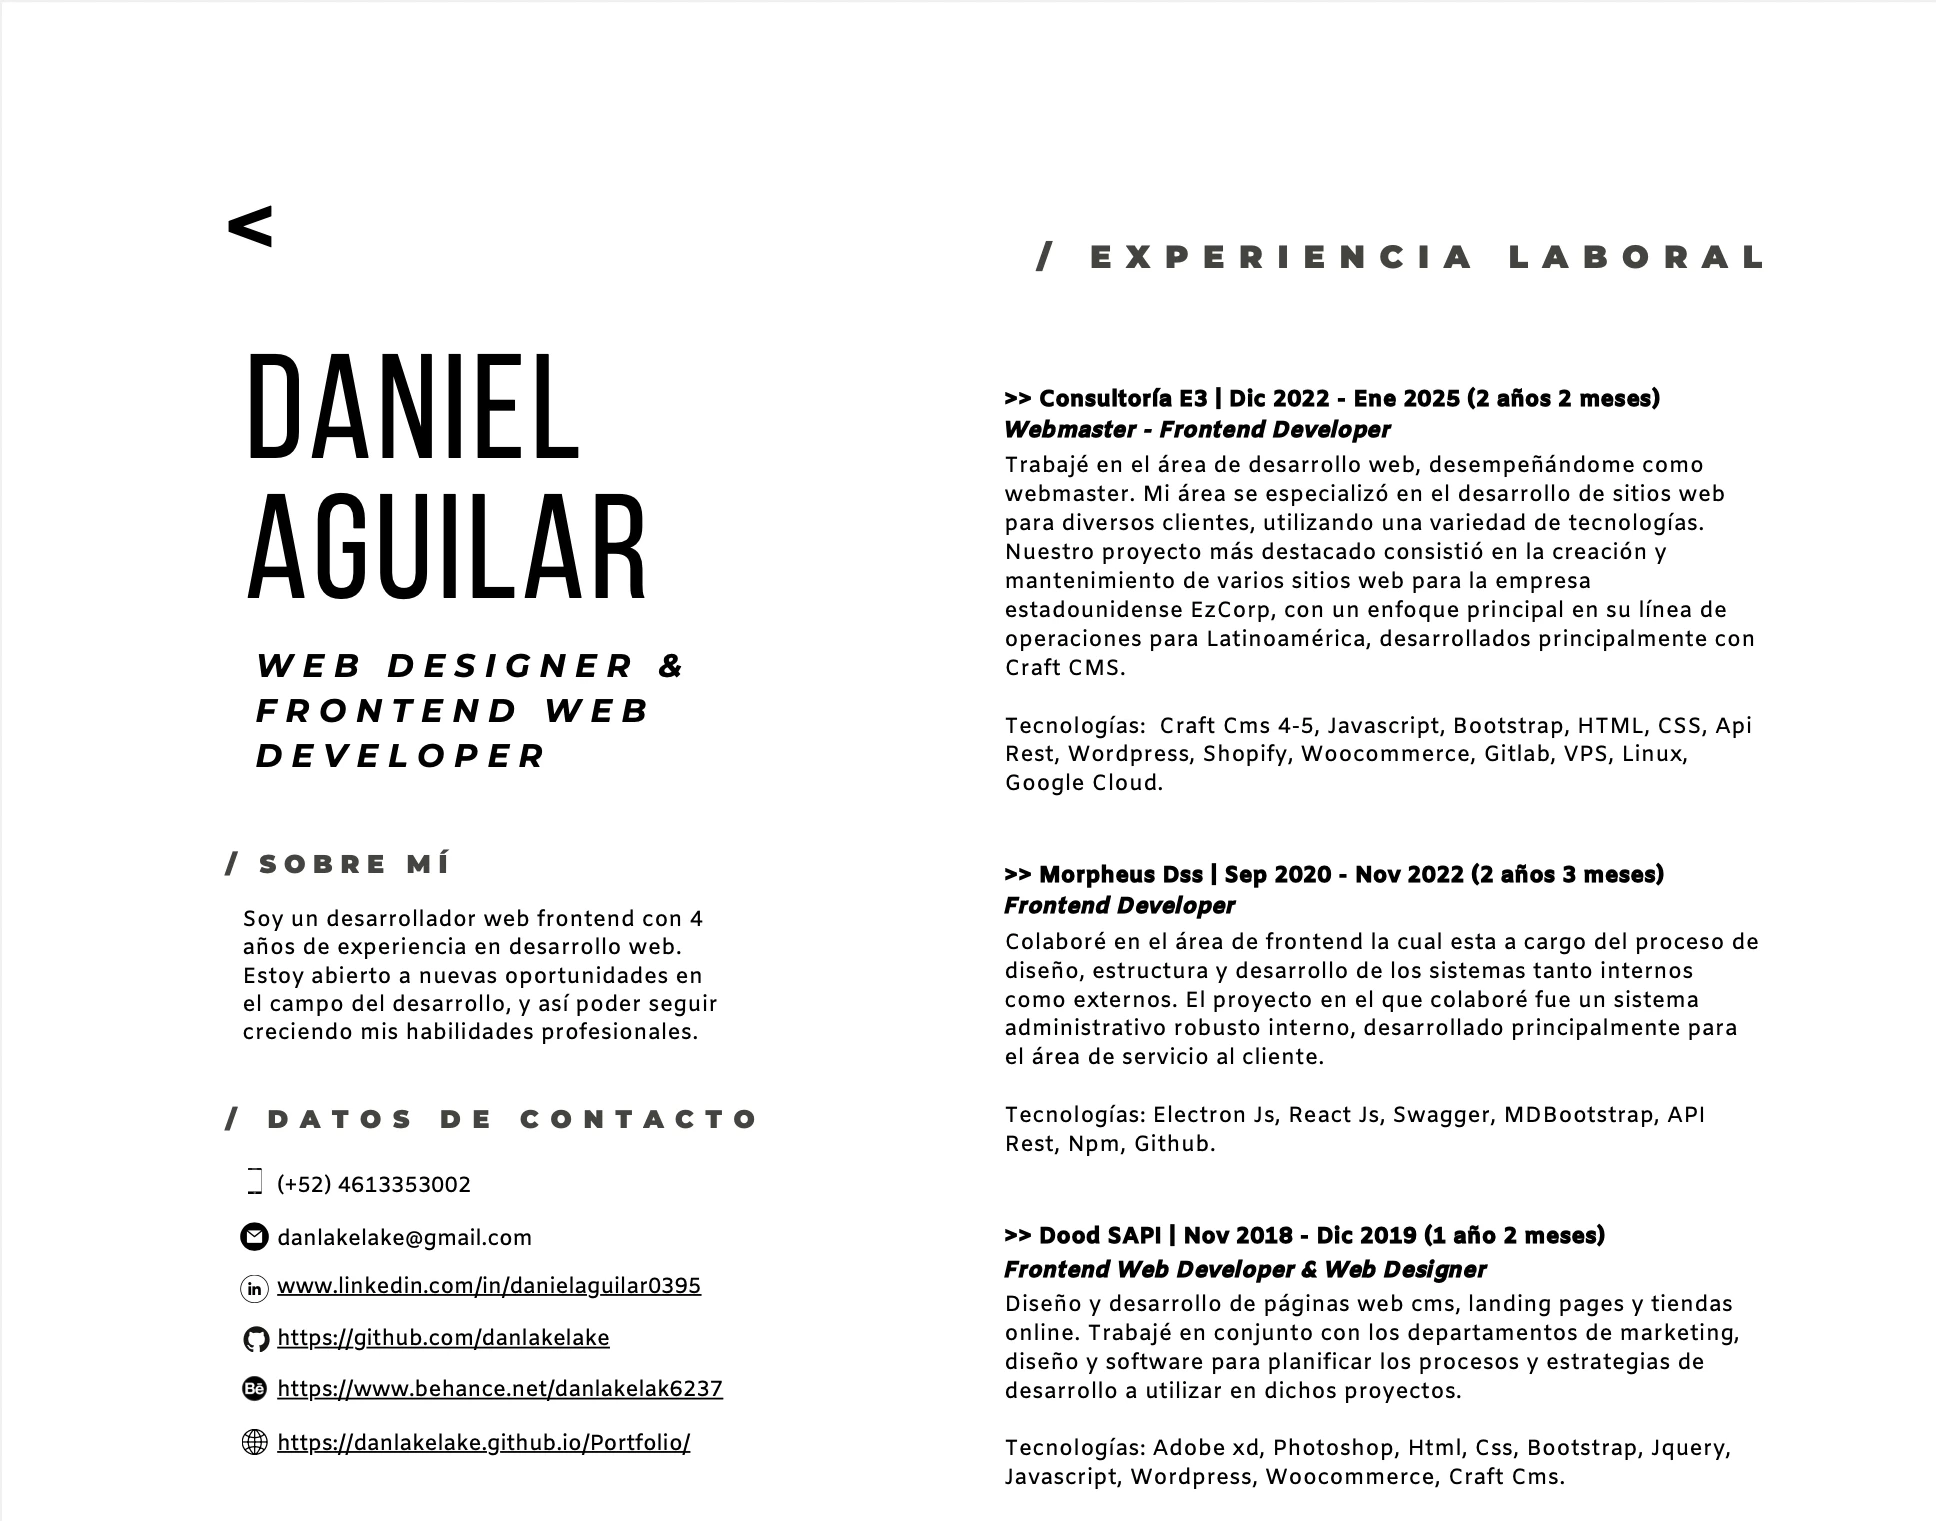 <
DANIEL
AGUILAR
WEB DESIGNER &
FRONTEND WEB
DEVELOPER
/ SOBRE MÍ
Soy un desarrollador web frontend con 4
años de experiencia en desarrollo web.
Estoy abierto a nuevas oportunidades en
el campo del desarrollo, y así poder seguir
creciendo mis habilidades profesionales.
/ DATOS DE CONTACTO
(+52) 4613353002
danlakelake@gmail.com
in www.linkedin.com/in/danielaguilar0395
https://github.com/danlakelake
Bē https://www.behance.net/danlakelak6237
https://danlakelake.github.io/Portfolio/
/ EXPERIENCIA LABORAL
>> Consultoría E3 | Dic 2022 - Ene 2025 (2 años 2 meses)
Webmaster - Frontend Developer
Trabajé en el área de desarrollo web, desempeñándome como
webmaster. Mi área se especializó en el desarrollo de sitios web
para diversos clientes, utilizando una variedad de tecnologías.
Nuestro proyecto más destacado consistió en la creación y
mantenimiento de varios sitios web para la empresa
estadounidense EzCorp, con un enfoque principal en su línea de
operaciones para Latinoamérica, desarrollados principalmente con
Craft CMS.
Tecnologías:  Craft Cms 4-5, Javascript, Bootstrap, HTML, CSS, Api
Rest, Wordpress, Shopify, Woocommerce, Gitlab, VPS, Linux,
Google Cloud.
>> Morpheus Dss | Sep 2020 - Nov 2022 (2 años 3 meses)
Frontend Developer
Colaboré en el área de frontend la cual esta a cargo del proceso de
diseño, estructura y desarrollo de los sistemas tanto internos
como externos. El proyecto en el que colaboré fue un sistema
administrativo robusto interno, desarrollado principalmente para
el área de servicio al cliente.
Tecnologías: Electron Js, React Js, Swagger, MDBootstrap, API
Rest, Npm, Github.
>> Dood SAPI | Nov 2018 - Dic 2019 (1 año 2 meses)
Frontend Web Developer & Web Designer
Diseño y desarrollo de páginas web cms, landing pages y tiendas
online. Trabajé en conjunto con los departamentos de marketing,
diseño y software para planificar los procesos y estrategias de
desarrollo a utilizar en dichos proyectos.
Tecnologías: Adobe xd, Photoshop, Html, Css, Bootstrap, Jquery,
Javascript, Wordpress, Woocommerce, Craft Cms.